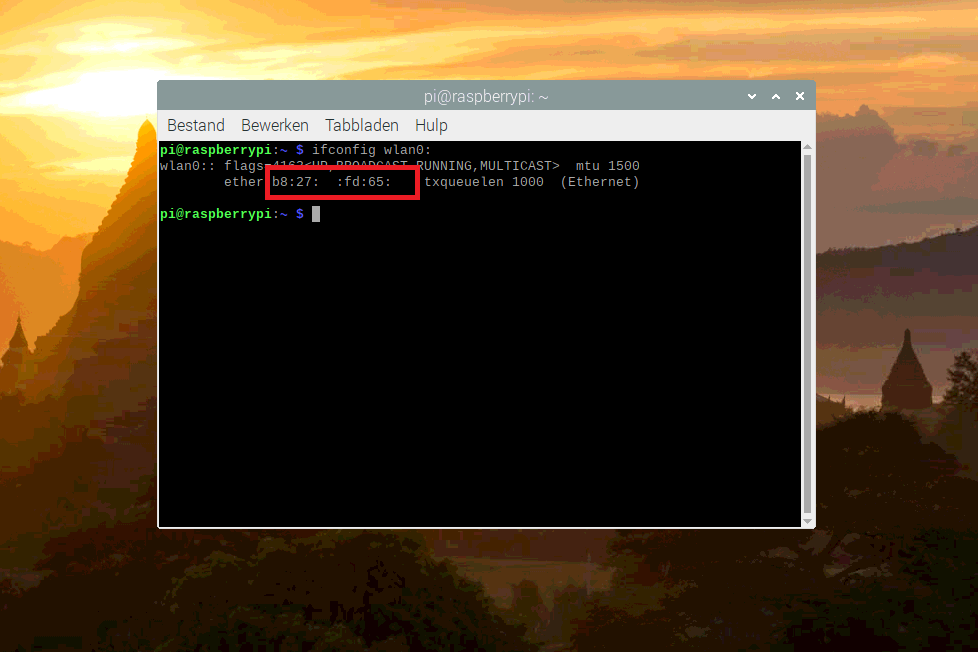 pi@raspberrypi: ~
Bestand Bewerken Tabbladen Hulp
pi@raspberrypi:~ $ ifconfig wlan0:
wlan0:: flags=4163<UP,BROADCAST,RUNNING,MULTICAST>  mtu 1500
        ether b8:27:  :fd:65:    txqueuelen 1000  (Ethernet)
pi@raspberrypi:~ $